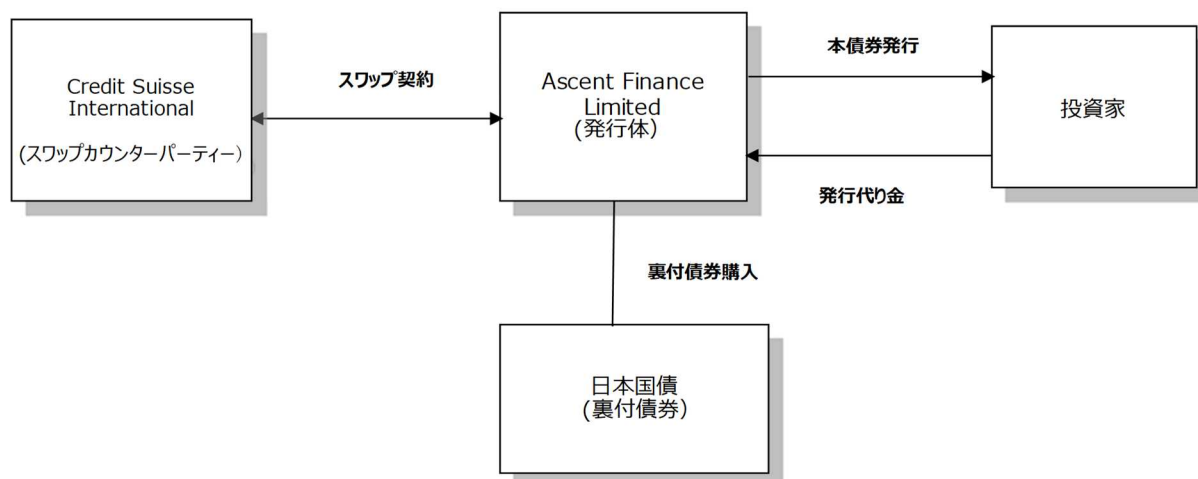 Credit Suisse
International
(スワップカウンターパーティー)
スワップ契約
Ascent Finance
Limited
(発行体)
本債券発行
発行代り金
投資家
裏付債券購入
日本国債
(裏付債券)